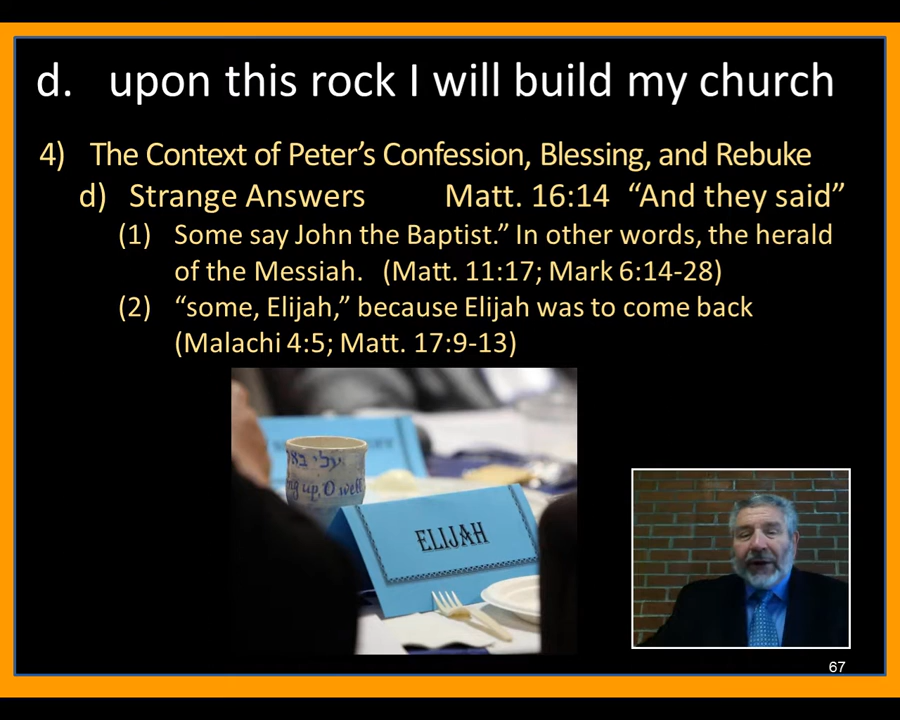 d. upon this rock I will build my church
4) The Context of Peter’s Confession, Blessing, and Rebuke
d) Strange Answers Matt. 16:14 “And they said”
(1) Some say John the Baptist.” In other words, the herald
of the Messiah. (Matt. 11:17; Mark 6:14-28)
(2) “some, Elijah,” because Elijah was to come back
(Malachi 4:5; Matt. 17:9-13)
עלי בא
up, O well
ELIJAH
67